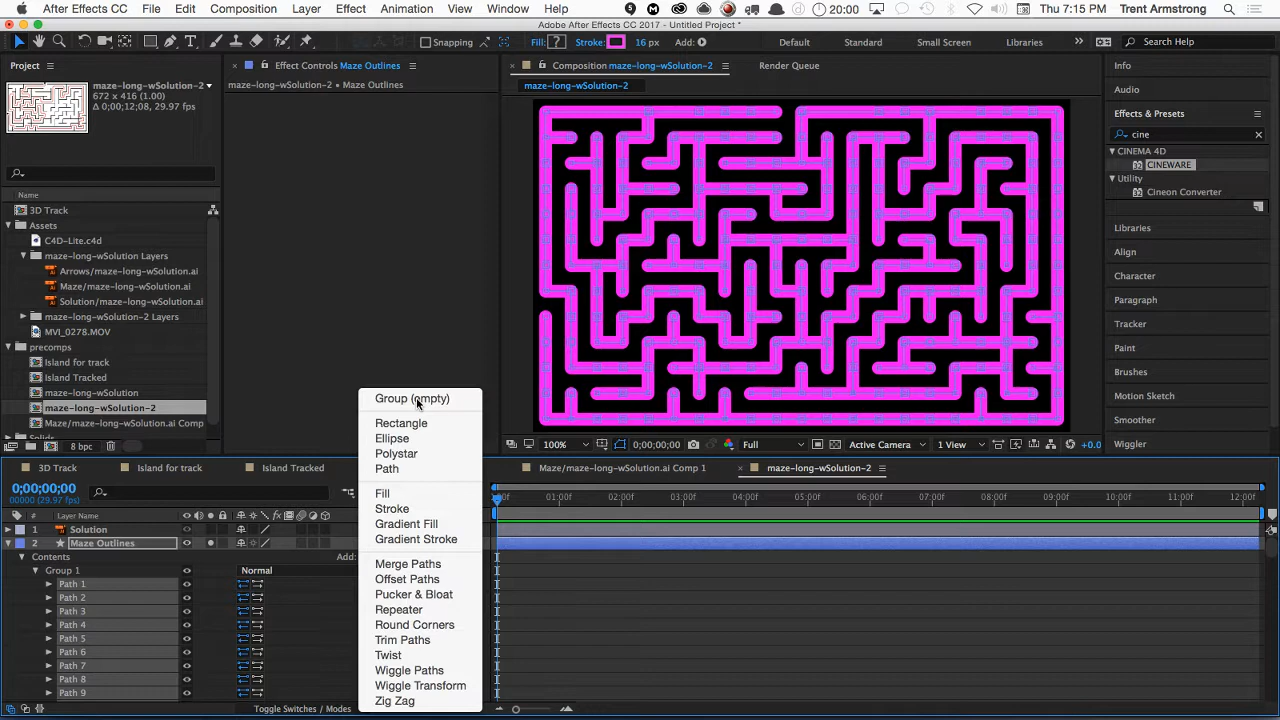 After Effects CC File Edit Composition Layer Effect Animation View Window Help 20:00 Thu 7:15 PM Trent Armstrong
Adobe After Effects CC 2017 - Untitled Project *
Snapping Fill: ? Stroke: 16 px Add: Default Standard Small Screen Libraries Search Help
Project
Effect Controls Maze Outlines
Composition maze-long-wSolution-2
Render Queue
Info
maze-long-wSolution-2
672 x 416 (1.00)
Δ 0;00;12;08, 29.97 fps
maze-long-wSolution-2 • Maze Outlines
maze-long-wSolution-2
Audio
Effects & Presets
cine
CINEMA 4D
CINEWARE
Utility
Cineon Converter
Libraries
Align
Character
Paragraph
Tracker
Paint
Brushes
Motion Sketch
Smoother
Wiggler
Name
3D Track
Assets
C4D-Lite.c4d
maze-long-wSolution Layers
Arrows/maze-long-wSolution.ai
Maze/maze-long-wSolution.ai
Solution/maze-long-wSolution.ai
maze-long-wSolution-2 Layers
MVI_0278.MOV
precomps
Island for track
Island Tracked
maze-long-wSolution
maze-long-wSolution-2
Maze/maze-long-wSolution.ai Comp
Solids
8 bpc
100% 0;00;00;00 Full Active Camera 1 View +0.0
Group (empty)
Rectangle
Ellipse
Polystar
Path
Fill
Stroke
Gradient Fill
Gradient Stroke
Merge Paths
Offset Paths
Pucker & Bloat
Repeater
Round Corners
Trim Paths
Twist
Wiggle Paths
Wiggle Transform
Zig Zag
3D Track Island for track Island Tracked Maze/maze-long-wSolution.ai Comp 1 maze-long-wSolution-2
0;00;00;00
00000 (29.97 fps)
:00f 01:00f 02:00f 03:00f 04:00f 05:00f 06:00f 07:00f 08:00f 09:00f 10:00f 11:00f 12:00f
# Layer Name
1 Solution
2 Maze Outlines
Contents Add:
Group 1 Normal
Path 1
Path 2
Path 3
Path 4
Path 5
Path 6
Path 7
Path 8
Path 9
Toggle Switches / Modes